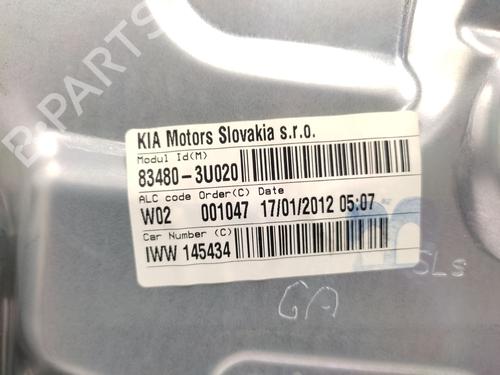 B-PARTS
KIA Motors Slovakia s.r.o.
Modul Id(M)
83480-3U020
ALC code Order(C) Date
W02 001047 17/01/2012 05:07
Car Number (C)
IWW 145434
SLs
GA